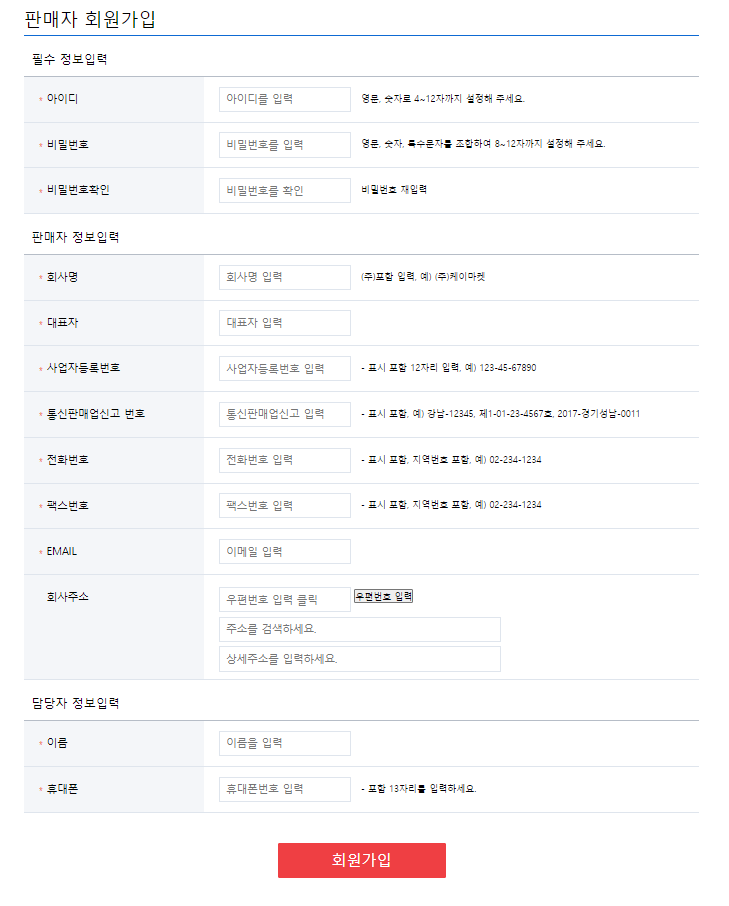 판매자 회원가입
필수 정보입력
* 아이디 아이디를 입력 영문, 숫자로 4~12자까지 설정해 주세요.
* 비밀번호 비밀번호를 입력 영문, 숫자, 특수문자를 조합하여 8~12자까지 설정해 주세요.
* 비밀번호확인 비밀번호를 확인 비밀번호 재입력
판매자 정보입력
* 회사명 회사명 입력 (주)포함 입력, 예) (주)케이마켓
* 대표자 대표자 입력
* 사업자등록번호 사업자등록번호 입력 - 표시 포함 12자리 입력, 예) 123-45-67890
* 통신판매업신고 번호 통신판매업신고 입력 - 표시 포함, 예) 강남-12345, 제1-01-23-4567호, 2017-경기성남-0011
* 전화번호 전화번호 입력 - 표시 포함, 지역번호 포함, 예) 02-234-1234
* 팩스번호 팩스번호 입력 - 표시 포함, 지역번호 포함, 예) 02-234-1234
* EMAIL 이메일 입력
회사주소 우편번호 입력 클릭 우편번호 입력
주소를 검색하세요.
상세주소를 입력하세요.
담당자 정보입력
* 이름 이름을 입력
* 휴대폰 휴대폰번호 입력 - 포함 13자리를 입력하세요.
회원가입